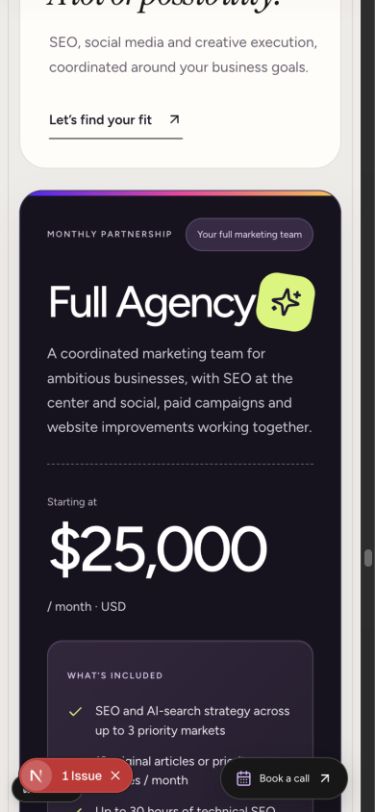 SEO, social media and creative execution,
coordinated around your business goals.
Let's find your fit
MONTHLY PARTNERSHIP
Your full marketing team
Full Agency
A coordinated marketing team for
ambitious businesses, with SEO at the
center and social, paid campaigns and
website improvements working together.
Starting at
$25,000
/ month · USD
WHAT'S INCLUDED
SEO and AI-search strategy across
up to 3 priority markets
original articles or
/ month
N 1 Issue
Book a call
Up to 30 hours of technical SEO